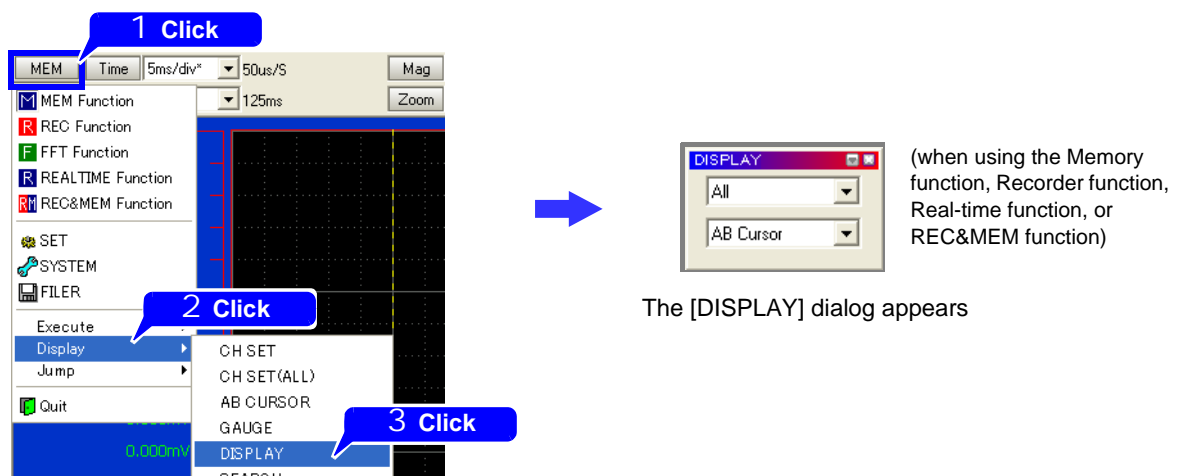 1 Click
MEM Time 5ms/div* 50us/S Mag
MEM Function 125ms Zoom
R REC Function
F FFT Function
R REALTIME Function
RM REC&MEM Function
SET
SYSTEM
FILER
2 Click
Execute
Display
Jump
Quit
CH SET
CH SET(ALL)
AB CURSOR
GAUGE
3 Click
0.000mV
DISPLAY
DISPLAY
All
AB Cursor
(when using the Memory
function, Recorder function,
Real-time function, or
REC&MEM function)
The [DISPLAY] dialog appears